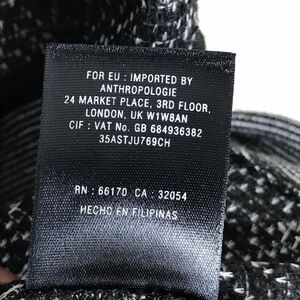 FOR EU : IMPORTED BY
ANTHROPOLOGIE
24 MARKET PLACE, 3RD FLOOR,
LONDON, UK W1W8AN
CIF : VAT No. GB 684936382
35ASTJU769CH
RN : 66170 CA : 32054
HECHO EN FILIPINAS